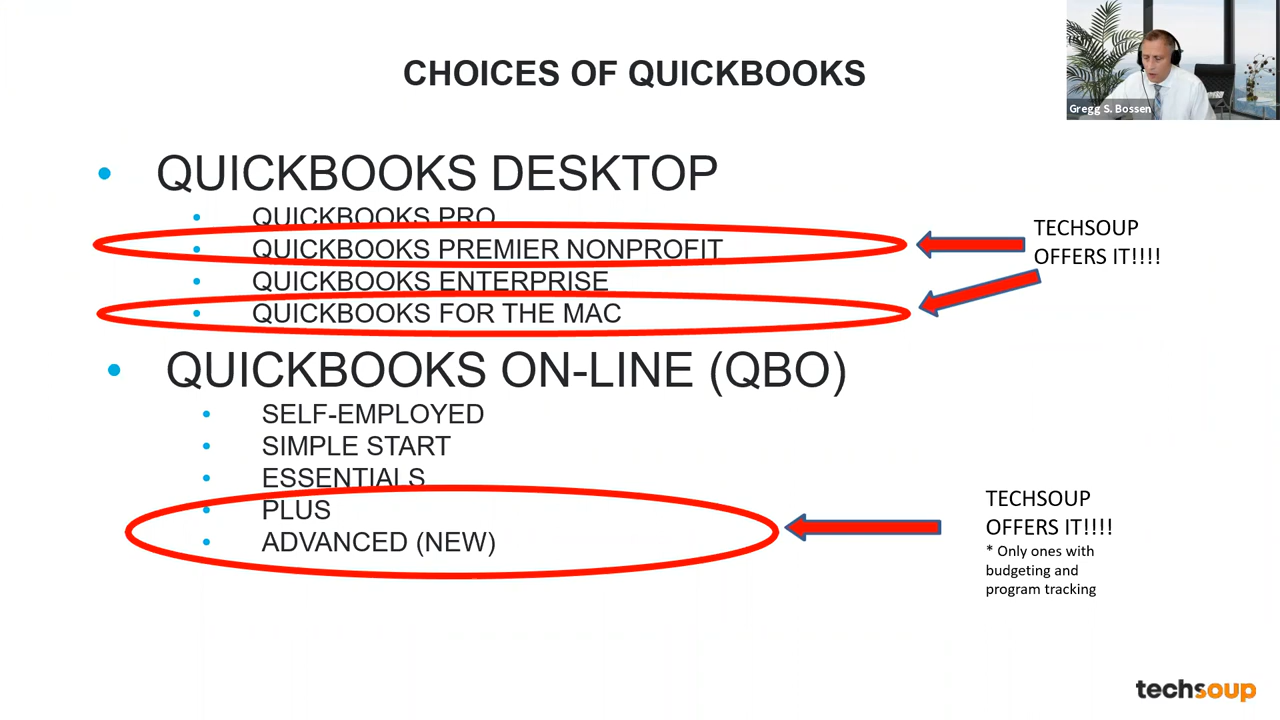 CHOICES OF QUICKBOOKS
Gregg S. Bossen
• QUICKBOOKS DESKTOP
• QUICKBOOKS PRO
• QUICKBOOKS PREMIER NONPROFIT
• QUICKBOOKS ENTERPRISE
• QUICKBOOKS FOR THE MAC
TECHSOUP
OFFERS IT!!!!
• QUICKBOOKS ON-LINE (QBO)
• SELF-EMPLOYED
• SIMPLE START
• ESSENTIALS
• PLUS
• ADVANCED (NEW)
TECHSOUP
OFFERS IT!!!!
* Only ones with
budgeting and
program tracking
techsoup